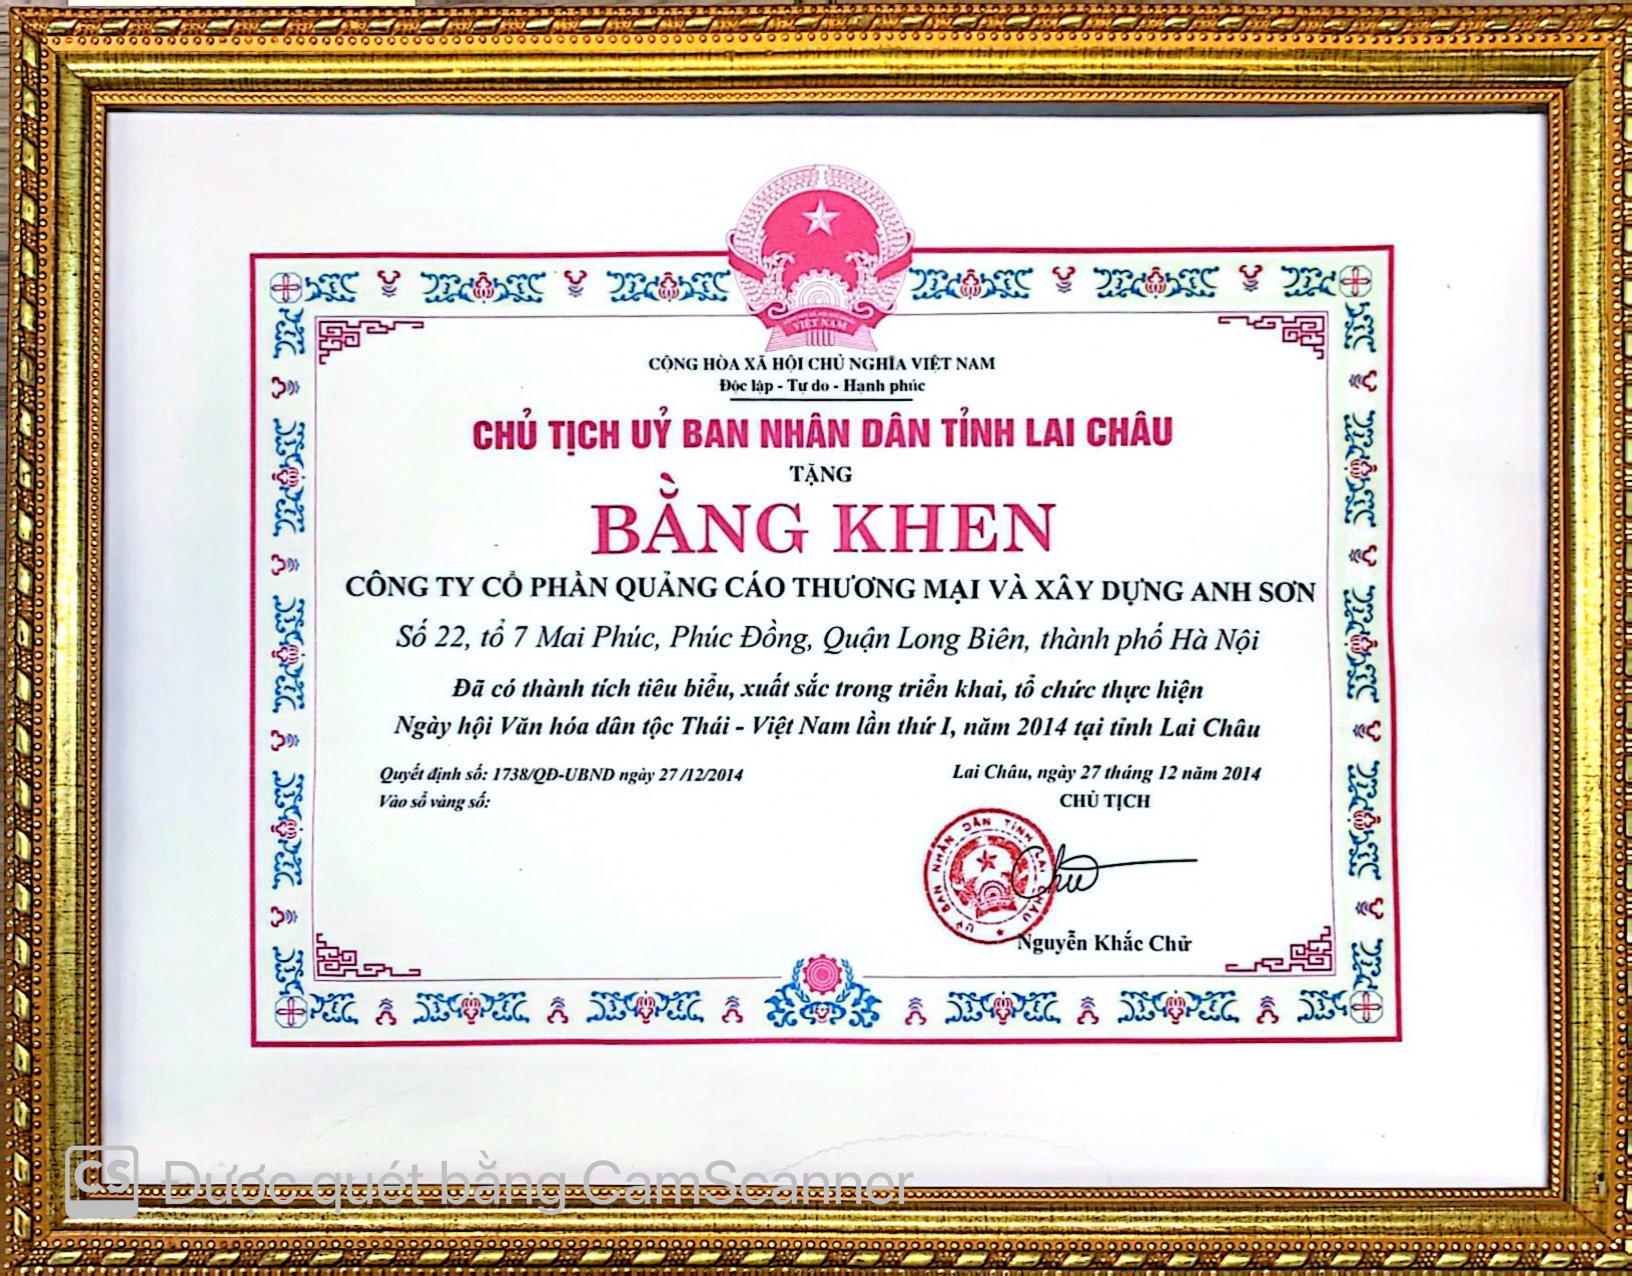 VIỆT NAM
CỘNG HÒA XÃ HỘI CHỦ NGHĨA VIỆT NAM
Độc lập - Tự do - Hạnh phúc
CHỦ TỊCH UỶ BAN NHÂN DÂN TỈNH LAI CHÂU
TẶNG
BẰNG KHEN
CÔNG TY CỔ PHẦN QUẢNG CÁO THƯƠNG MẠI VÀ XÂY DỰNG ANH SƠN
Số 22, tổ 7 Mai Phúc, Phúc Đồng, Quận Long Biên, thành phố Hà Nội
Đã có thành tích tiêu biểu, xuất sắc trong triển khai, tổ chức thực hiện
Ngày hội Văn hóa dân tộc Thái - Việt Nam lần thứ I, năm 2014 tại tỉnh Lai Châu
Quyết định số: 1738/QĐ-UBND ngày 27 /12/2014
Vào sổ vàng số:
Lai Châu, ngày 27 tháng 12 năm 2014
CHỦ TỊCH
UỶ BAN NHÂN DÂN TỈNH LAI CHÂU
Nguyễn Khắc Chử
CS Được quét bằng CamScanner